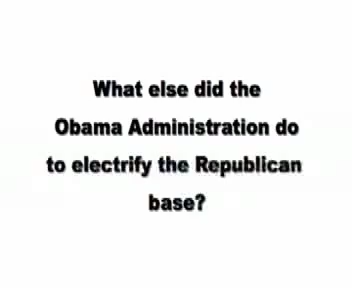 What else did the
Obama Administration do
to electrify the Republican
base?